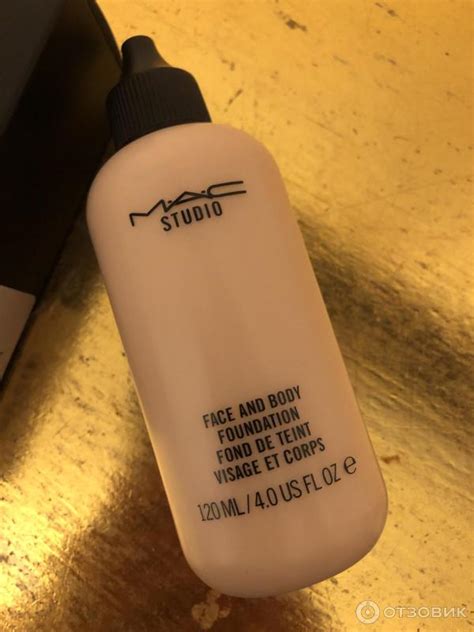 M·A·C
STUDIO
FACE AND BODY
FOUNDATION
FOND DE TEINT
VISAGE ET CORPS
120 ML / 4.0 US FL OZ ℮
ОТЗОВИК